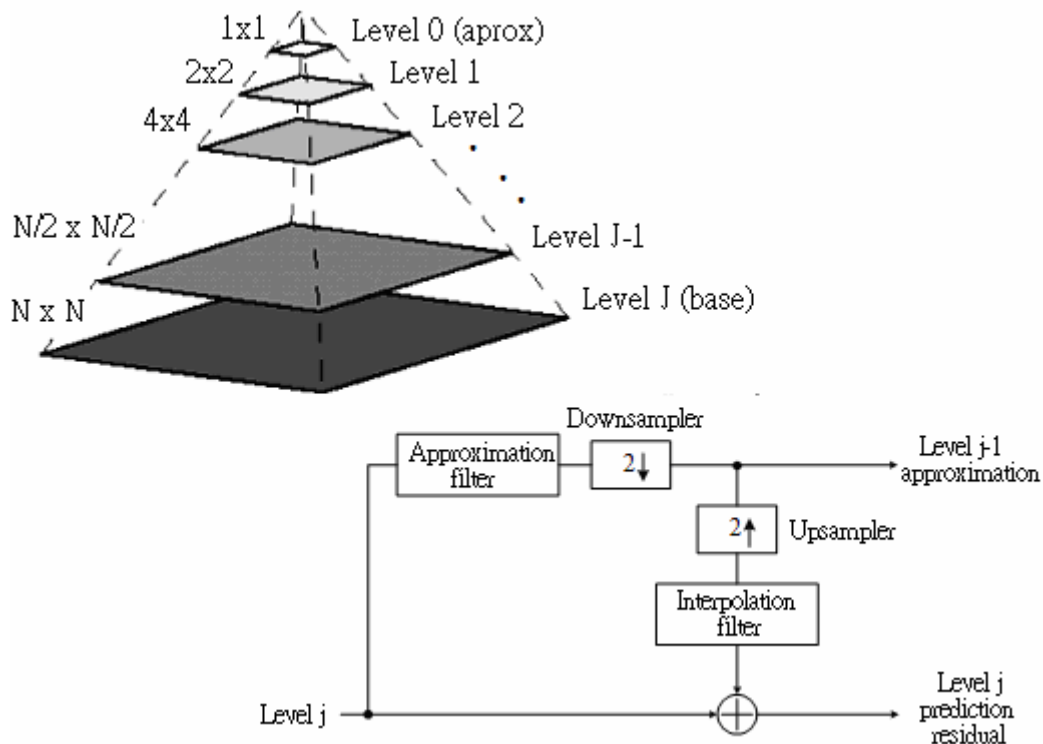 1x1
Level 0 (aprox)
2x2
Level 1
4x4
Level 2
N/2 x N/2
Level J-1
N x N
Level J (base)
Downsampler
Approximation
filter
2↓
Level j-1
approximation
2↑
Upsampler
Interpolation
filter
Level j
Level j
prediction
residual